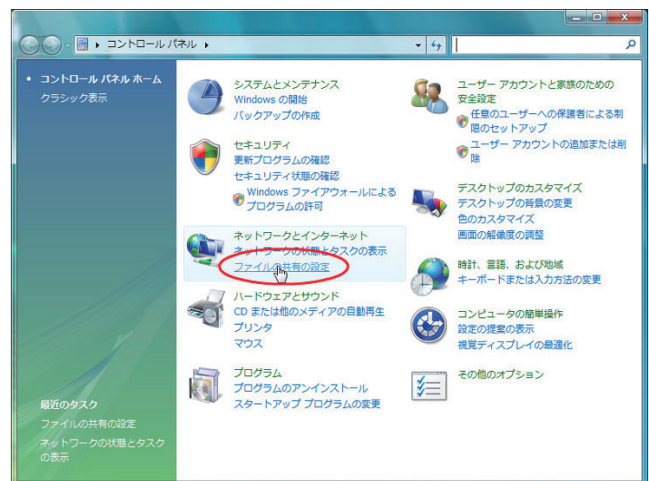 コントロール パネル
コントロール パネル ホーム
クラシック表示
システムとメンテナンス
Windows の開始
バックアップの作成
セキュリティ
更新プログラムの確認
セキュリティ状態の確認
Windows ファイアウォールによる
プログラムの許可
ネットワークとインターネット
ネットワークの状態とタスクの表示
ファイルの共有の設定
ハードウェアとサウンド
CD または他のメディアの自動再生
プリンタ
マウス
プログラム
プログラムのアンインストール
スタートアップ プログラムの変更
ユーザー アカウントと家族のための
安全設定
任意のユーザーへの保護者による制
限のセットアップ
ユーザー アカウントの追加または削
除
デスクトップのカスタマイズ
デスクトップの背景の変更
色のカスタマイズ
画面の解像度の調整
時計、言語、および地域
キーボードまたは入力方法の変更
コンピュータの簡単操作
設定の提案の表示
視覚ディスプレイの最適化
その他のオプション
最近のタスク
ファイルの共有の設定
ネットワークの状態とタスク
の表示